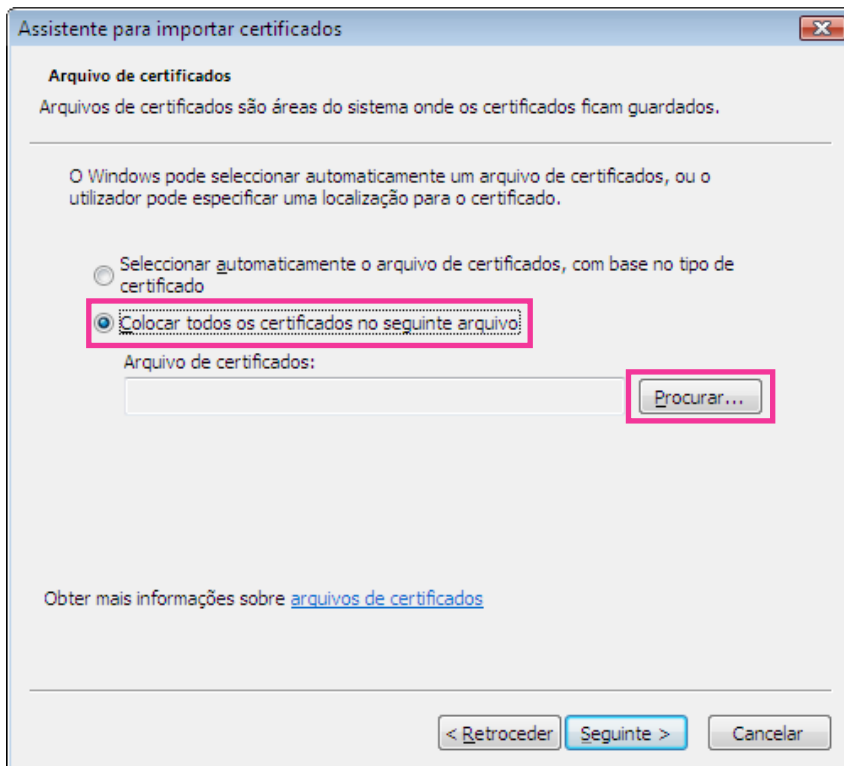 Assistente para importar certificados
Arquivo de certificados
Arquivos de certificados são áreas do sistema onde os certificados ficam guardados.
O Windows pode seleccionar automaticamente um arquivo de certificados, ou o
utilizador pode especificar uma localização para o certificado.
Seleccionar automaticamente o arquivo de certificados, com base no tipo de
certificado
Colocar todos os certificados no seguinte arquivo
Arquivo de certificados:
Procurar...
Obter mais informações sobre arquivos de certificados
< Retroceder Seguinte > Cancelar